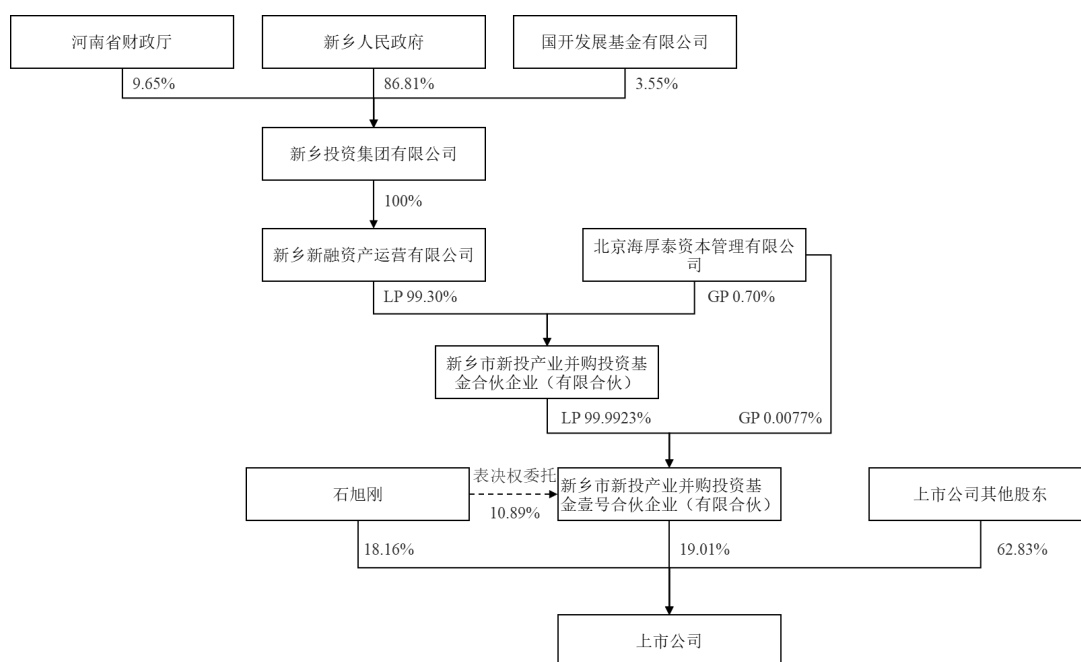 河南省财政厅
新乡人民政府
国开发展基金有限公司
9.65%
86.81%
3.55%
新乡投资集团有限公司
100%
新乡新融资产运营有限公司
北京海厚泰资本管理有限公
司
LP 99.30%
GP 0.70%
新乡市新投产业并购投资基
金合伙企业（有限合伙）
LP 99.9923%
GP 0.0077%
石旭刚
表决权委托
10.89%
新乡市新投产业并购投资基
金壹号合伙企业（有限合伙）
上市公司其他股东
18.16%
19.01%
62.83%
上市公司